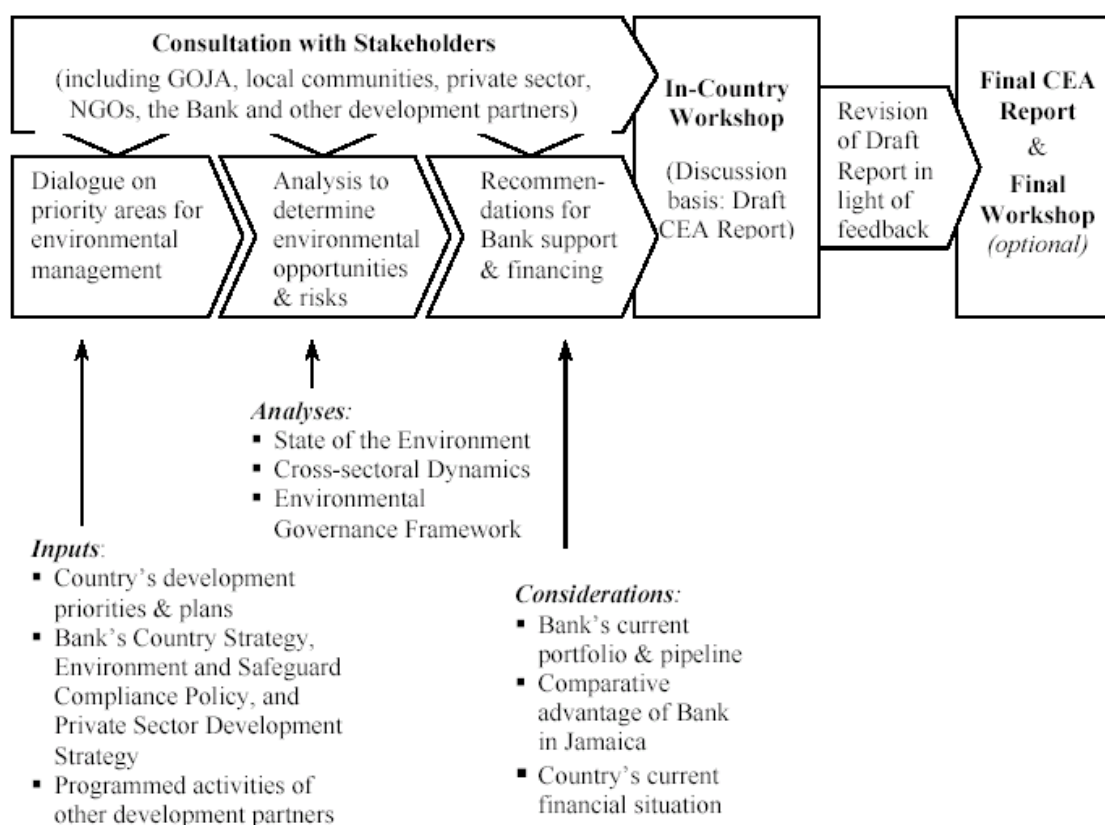 Consultation with Stakeholders
(including GOJA, local communities, private sector,
NGOs, the Bank and other development partners)
Dialogue on
priority areas for
environmental
management
Analysis to
determine
environmental
opportunities
& risks
Recommen-
dations for
Bank support
& financing
In-Country
Workshop
(Discussion
basis: Draft
CEA Report)
Revision
of Draft
Report in
light of
feedback
Final CEA
Report
&
Final
Workshop
(optional)
Analyses:
▪ State of the Environment
▪ Cross-sectoral Dynamics
▪ Environmental
Governance Framework
Inputs:
▪ Country's development
priorities & plans
▪ Bank's Country Strategy,
Environment and Safeguard
Compliance Policy, and
Private Sector Development
Strategy
▪ Programmed activities of
other development partners
Considerations:
▪ Bank's current
portfolio & pipeline
▪ Comparative
advantage of Bank
in Jamaica
▪ Country's current
financial situation